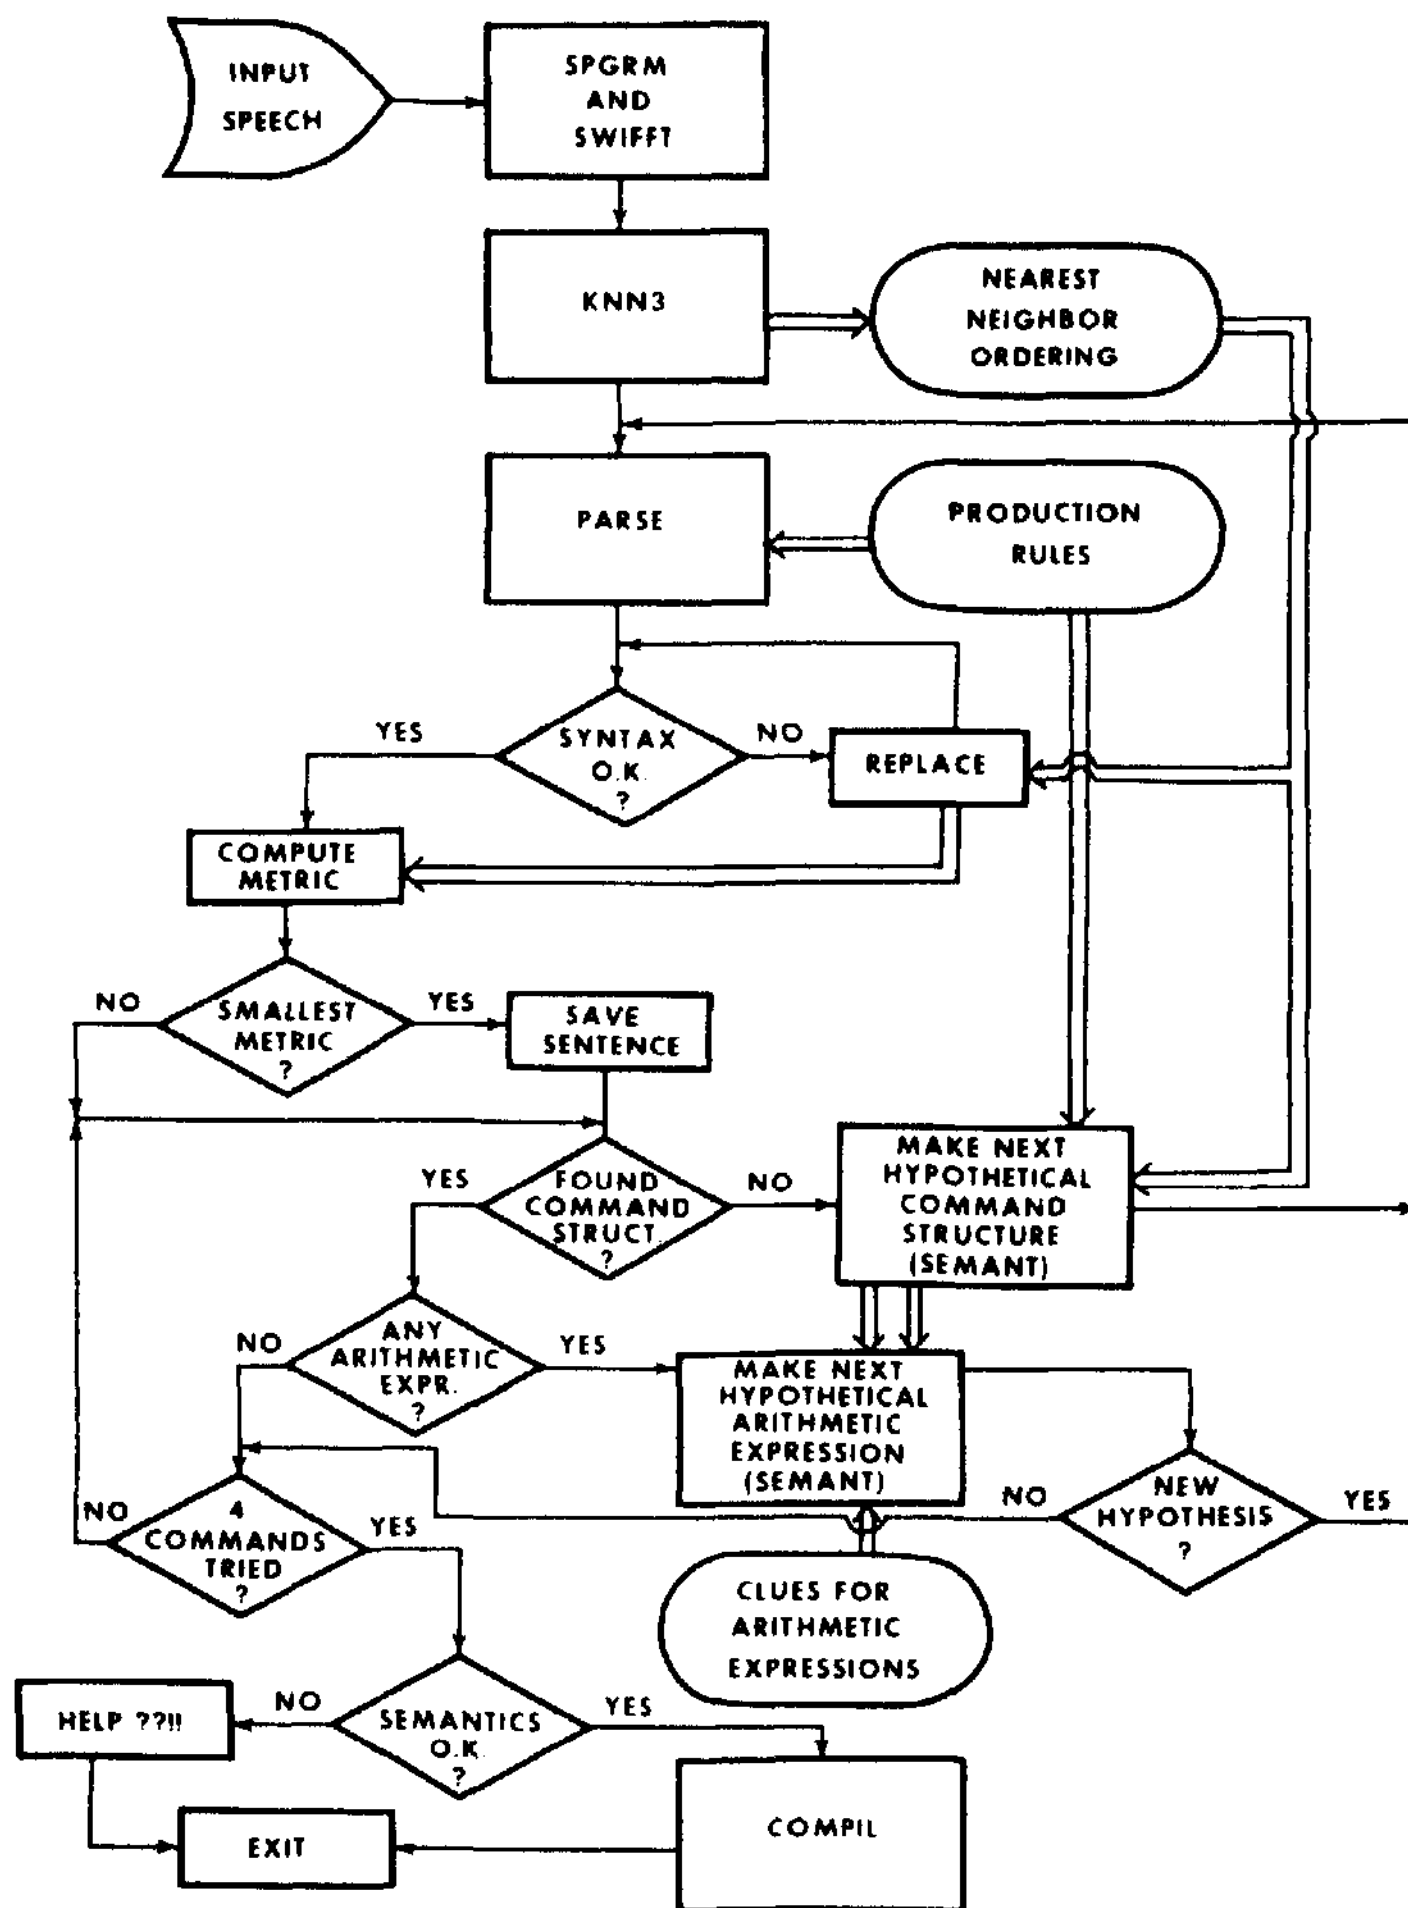 INPUT
SPEECH
SPGRM
AND
SWIFFT
KNN3
NEAREST
NEIGHBOR
ORDERING
PARSE
PRODUCTION
RULES
YES
SYNTAX
O.K.
?
NO
REPLACE
COMPUTE
METRIC
NO
SMALLEST
METRIC
?
YES
SAVE
SENTENCE
YES
FOUND
COMMAND
STRUCT.
?
NO
MAKE NEXT
HYPOTHETICAL
COMMAND
STRUCTURE
(SEMANT)
NO
ANY
ARITHMETIC
EXPR.
?
YES
MAKE NEXT
HYPOTHETICAL
ARITHMETIC
EXPRESSION
(SEMANT)
NO
NEW
HYPOTHESIS
?
YES
NO
4
COMMANDS
TRIED
?
YES
CLUES FOR
ARITHMETIC
EXPRESSIONS
HELP ??!!
NO
SEMANTICS
O.K.
?
YES
COMPIL
EXIT